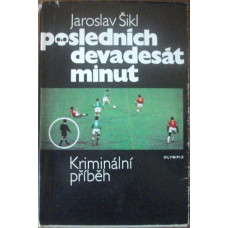 Jaroslav Šikl
posledních
devadesát
minut
OLYMPIA
Kriminální
příběh